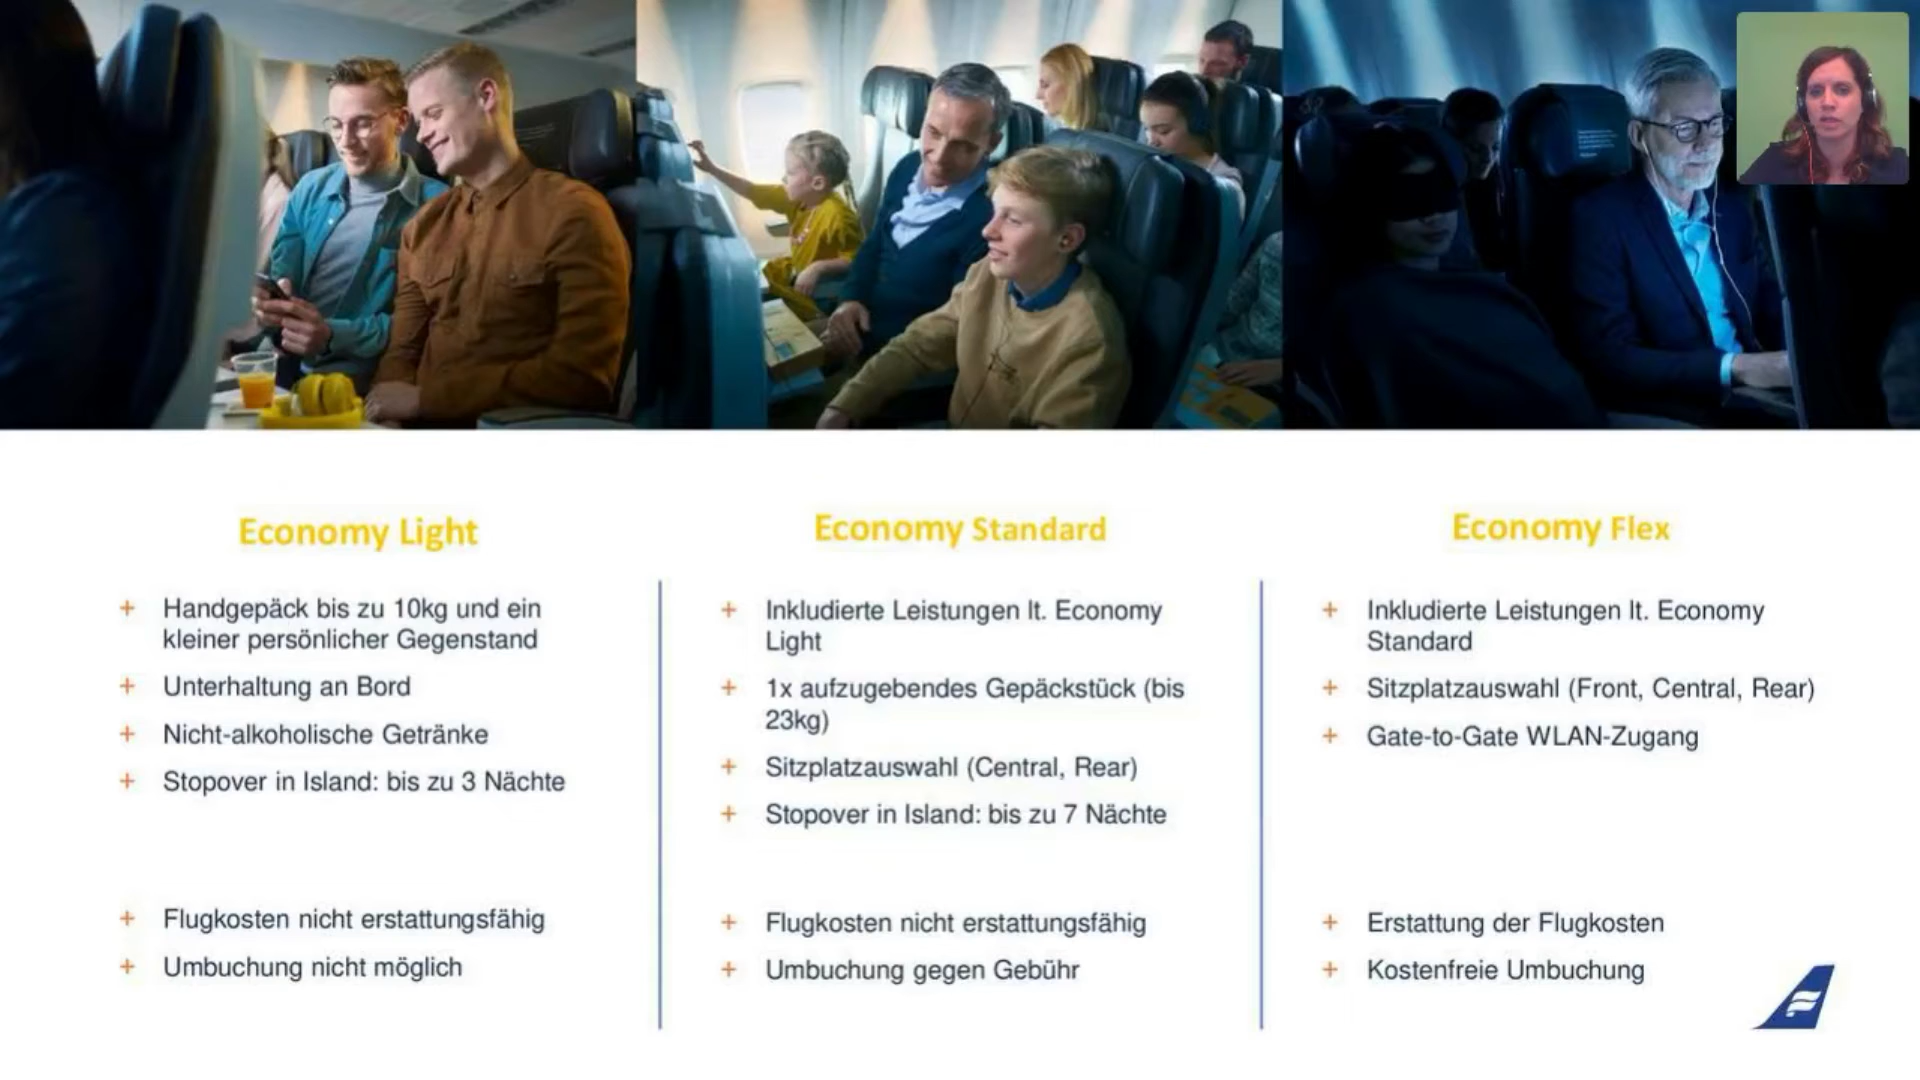 Economy Light
+ Handgepäck bis zu 10kg und ein
kleiner persönlicher Gegenstand
+ Unterhaltung an Bord
+ Nicht-alkoholische Getränke
+ Stopover in Island: bis zu 3 Nächte
+ Flugkosten nicht erstattungsfähig
+ Umbuchung nicht möglich
Economy Standard
+ Inkludierte Leistungen lt. Economy
Light
+ 1x aufzugebendes Gepäckstück (bis
23kg)
+ Sitzplatzauswahl (Central, Rear)
+ Stopover in Island: bis zu 7 Nächte
+ Flugkosten nicht erstattungsfähig
+ Umbuchung gegen Gebühr
Economy Flex
+ Inkludierte Leistungen lt. Economy
Standard
+ Sitzplatzauswahl (Front, Central, Rear)
+ Gate-to-Gate WLAN-Zugang
+ Erstattung der Flugkosten
+ Kostenfreie Umbuchung